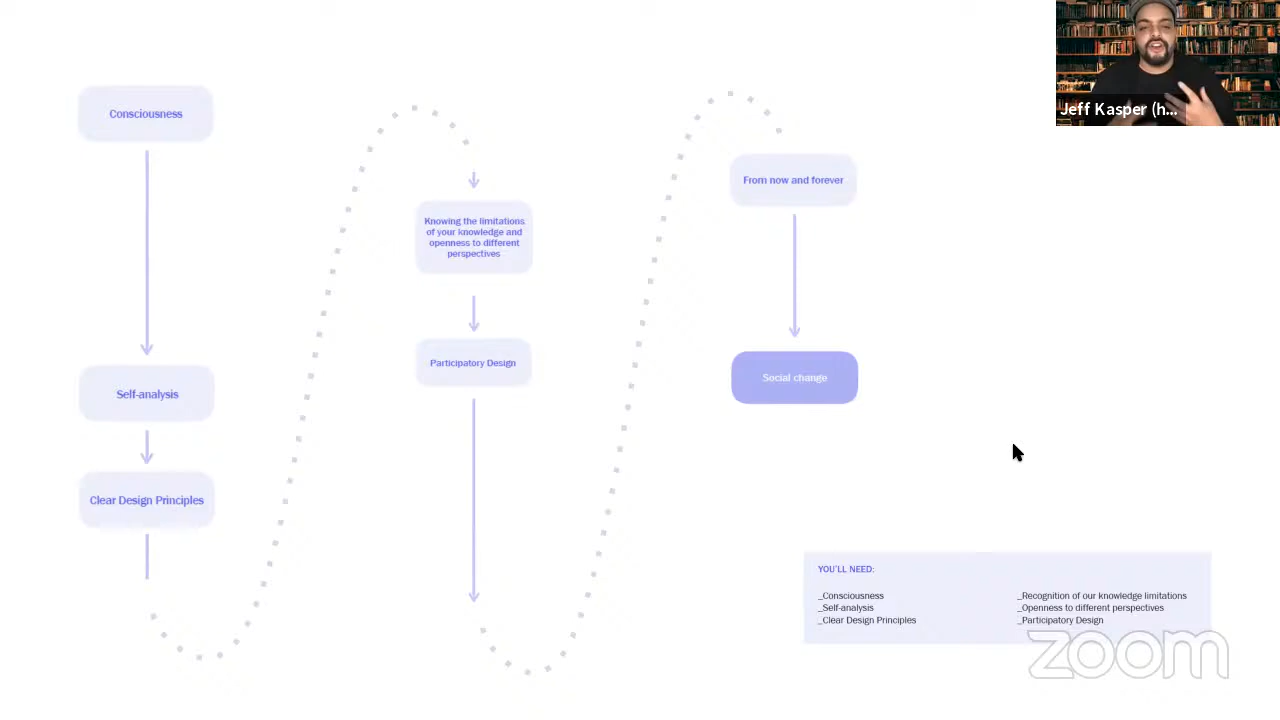 Jeff Kasper (h...
Consciousness
Self-analysis
Clear Design Principles
Knowing the limitations
of your knowledge and
openness to different
perspectives
Participatory Design
From now and forever
Social change
YOU'LL NEED:
_Consciousness
_Self-analysis
_Clear Design Principles
_Recognition of our knowledge limitations
_Openness to different perspectives
_Participatory Design
zoom